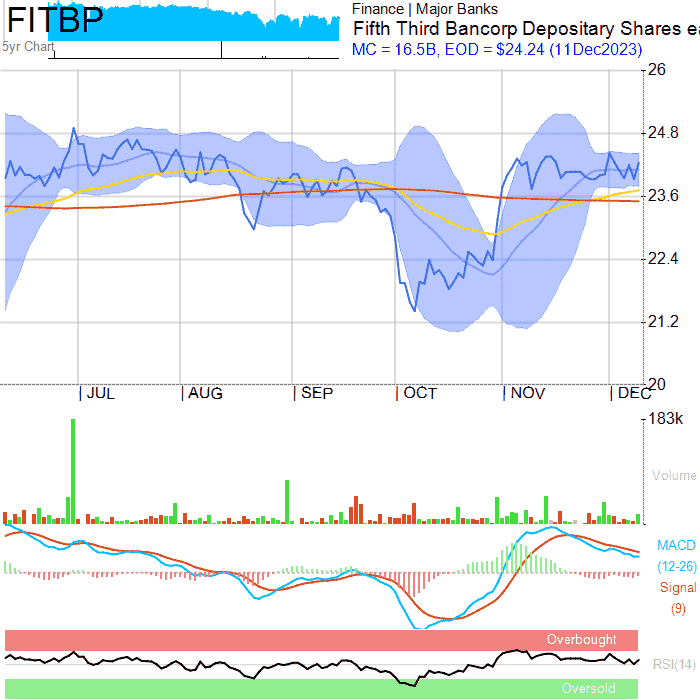 FITBP
Finance | Major Banks
Fifth Third Bancorp Depositary Shares ea
5yr Chart
MC = 16.5B, EOD = $24.24 (11Dec2023)
26
24.8
23.6
22.4
21.2
20
| JUL | AUG | SEP | OCT | NOV | DEC
183k
Volume
MACD
(12-26)
Signal
(9)
Overbought
RSI(14)
Oversold